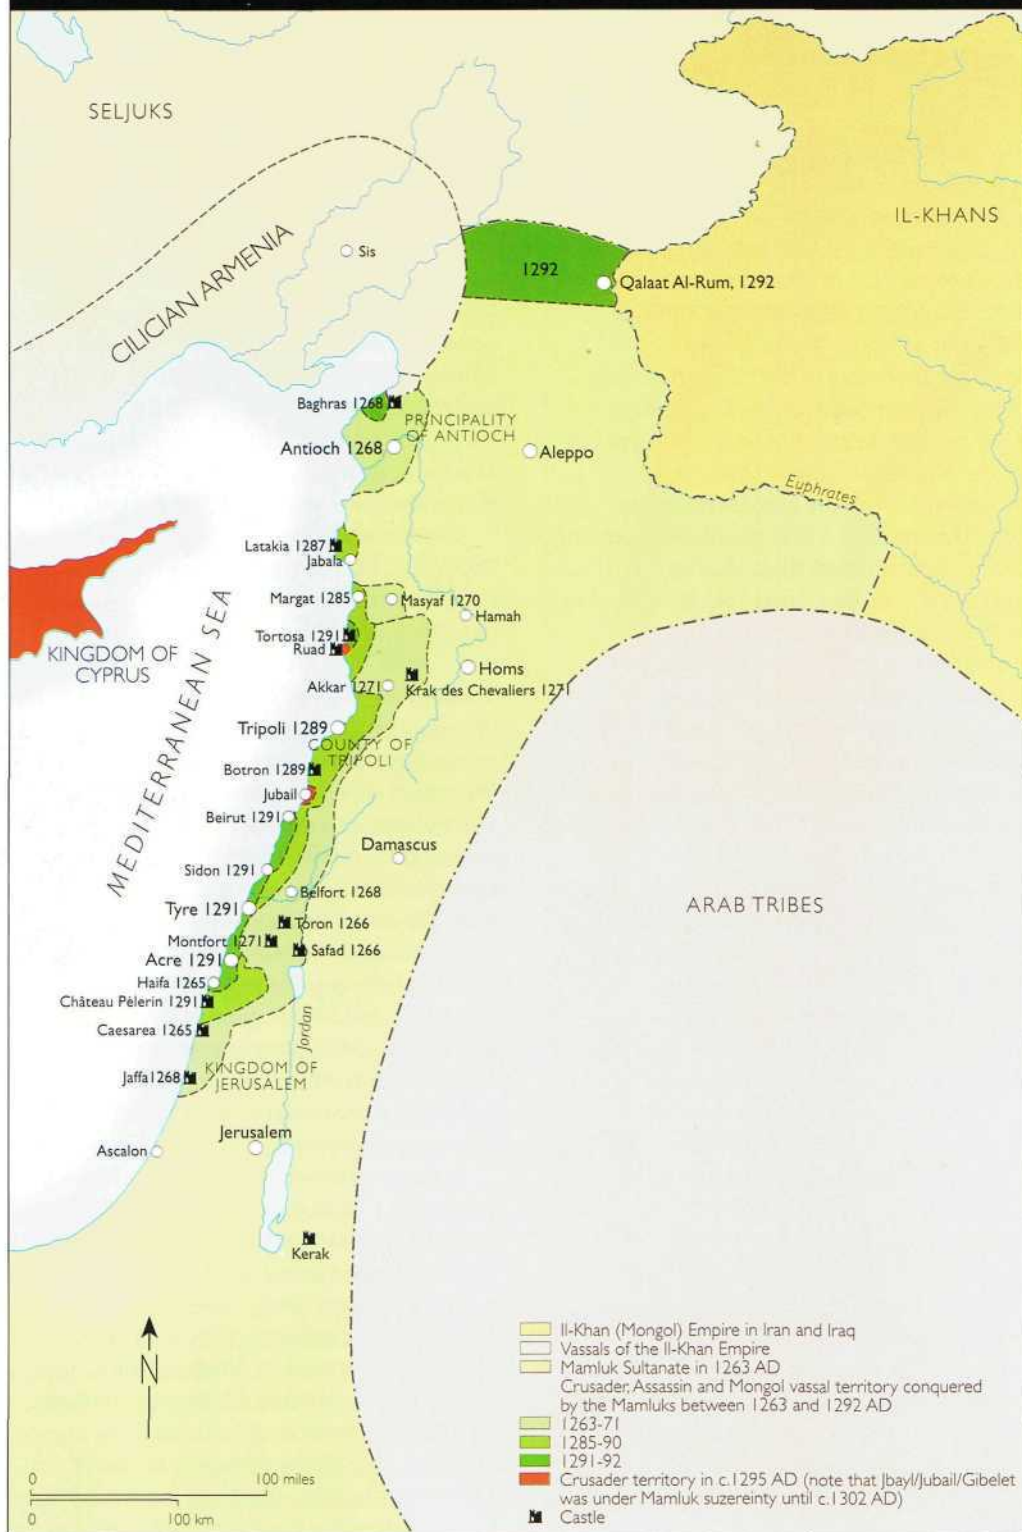 SELJUKS
IL-KHANS
CILICIAN ARMENIA
Sis
1292
Qalaat Al-Rum, 1292
Baghras 1268
PRINCIPALITY
OF ANTIOCH
Antioch 1268
Aleppo
Euphrates
Latakia 1287
Jabala
Margat 1285
Masyaf 1270
Hamah
Tortosa 1291
Ruad
KINGDOM OF
CYPRUS
MEDITERRANEAN SEA
Homs
Akkar 1271
Krak des Chevaliers 1271
Tripoli 1289
COUNTY OF
TRIPOLI
Botron 1289
Jubail
Beirut 1291
Damascus
Sidon 1291
Belfort 1268
ARAB TRIBES
Tyre 1291
Toron 1266
Montfort 1271
Safad 1266
Acre 1291
Haifa 1265
Château Pèlerin 1291
Caesarea 1265
Jordan
KINGDOM OF
JERUSALEM
Jaffa1268
Jerusalem
Ascalon
Kerak
N
0 100 miles
0 100 km
Il-Khan (Mongol) Empire in Iran and Iraq
Vassals of the Il-Khan Empire
Mamluk Sultanate in 1263 AD
Crusader, Assassin and Mongol vassal territory conquered
by the Mamluks between 1263 and 1292 AD
1263-71
1285-90
1291-92
Crusader territory in c.1295 AD (note that Jbayl/Jubail/Gibelet
was under Mamluk suzereinty until c.1302 AD)
Castle